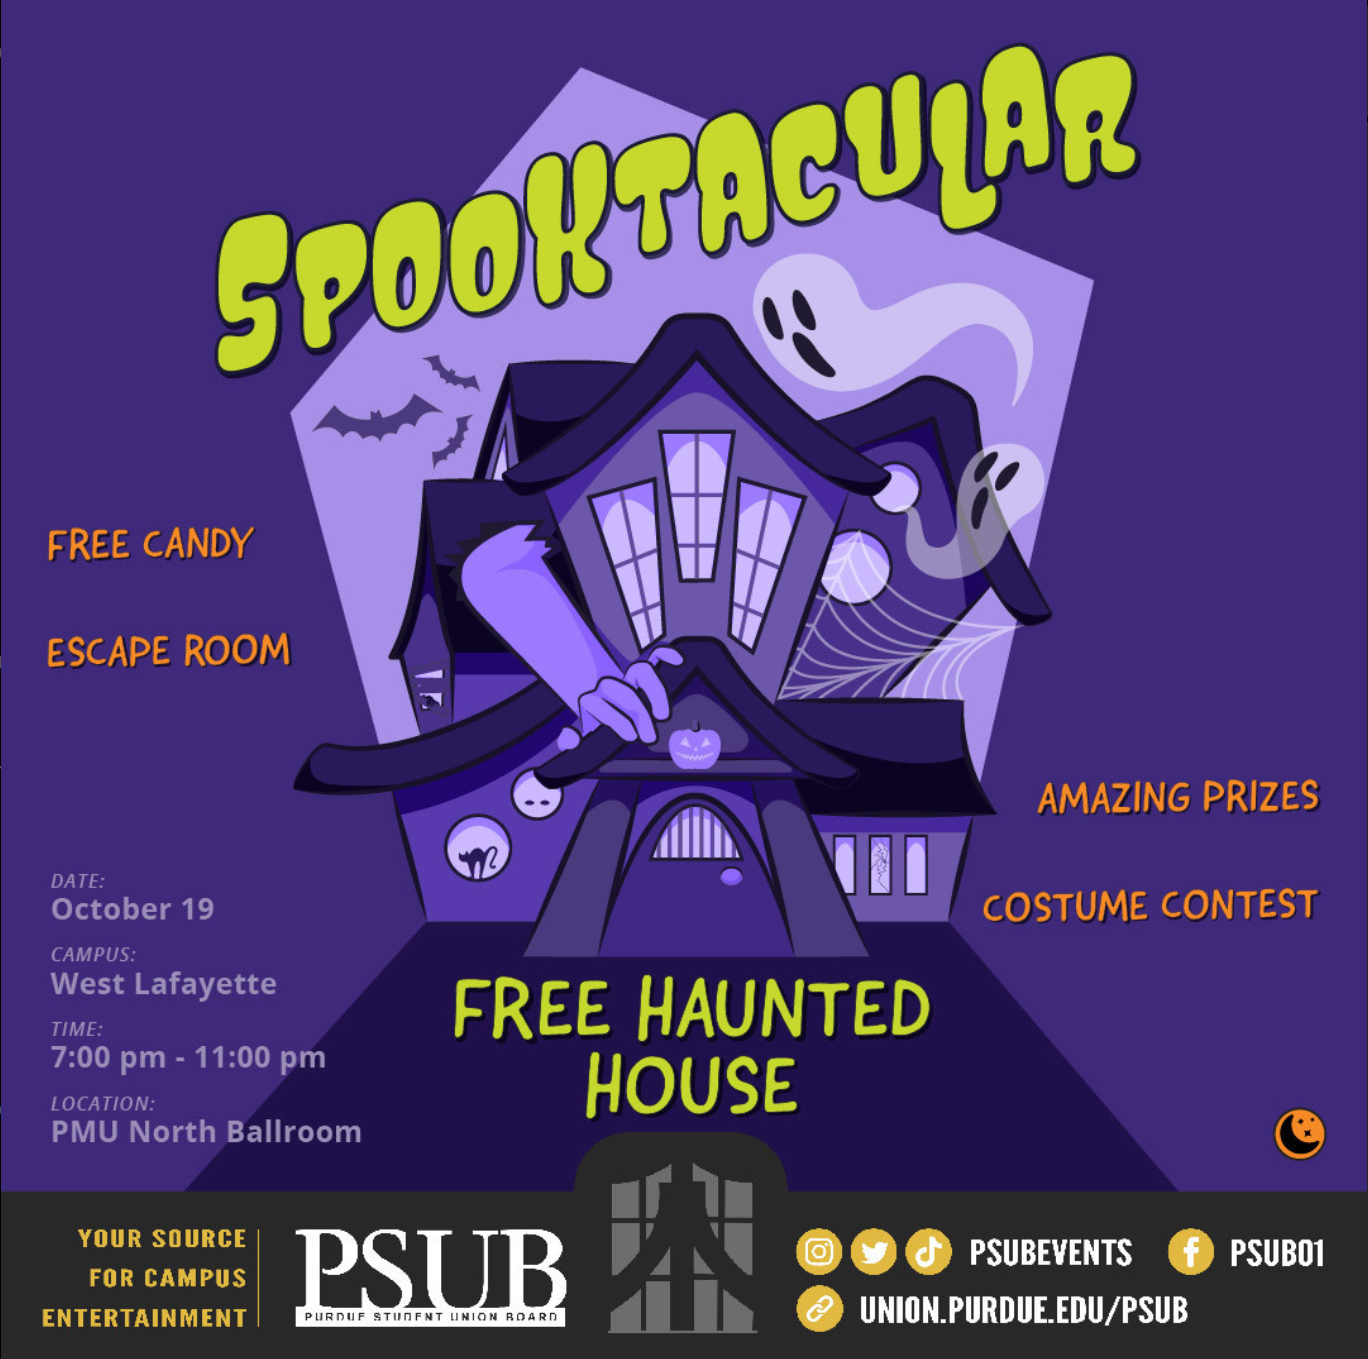 SPOOKTACULAR
FREE CANDY
ESCAPE ROOM
AMAZING PRIZES
COSTUME CONTEST
DATE:
October 19
CAMPUS:
West Lafayette
TIME:
7:00 pm - 11:00 pm
LOCATION:
PMU North Ballroom
FREE HAUNTED
HOUSE
YOUR SOURCE
FOR CAMPUS
ENTERTAINMENT
PSUB
PURDUE STUDENT UNION BOARD
PSUBEVENTS
PSUB01
UNION.PURDUE.EDU/PSUB